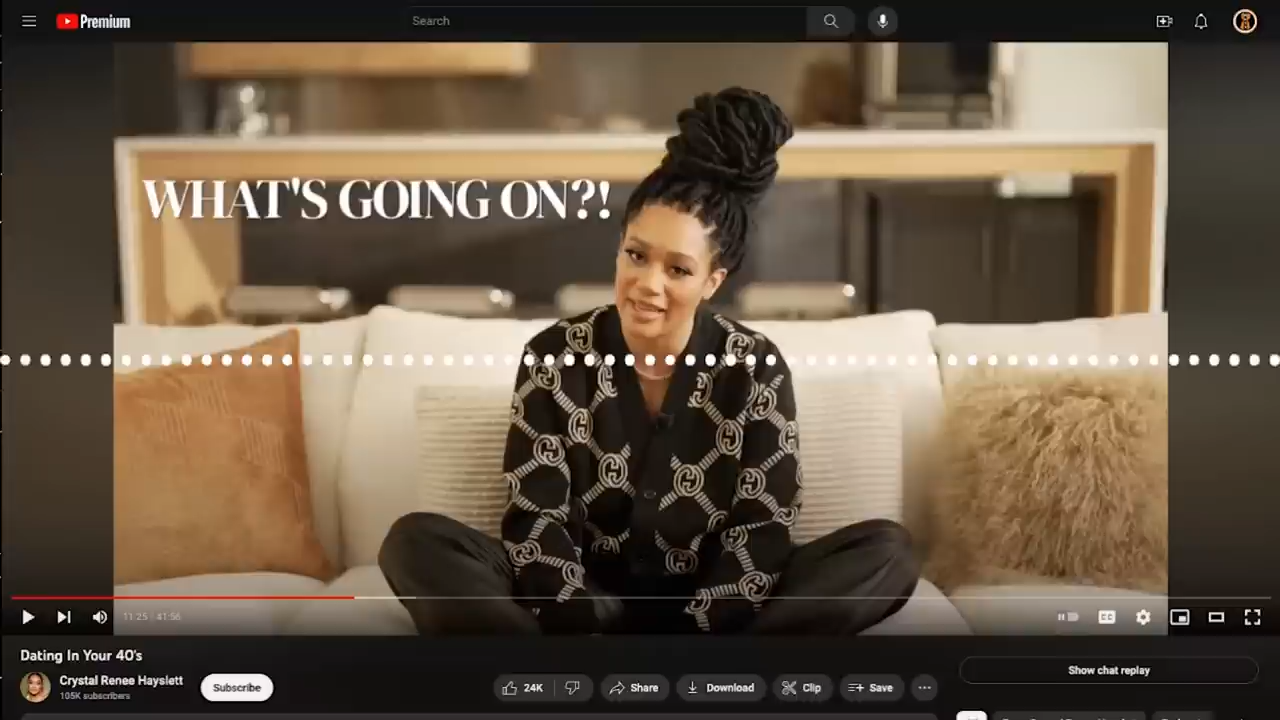 Premium
Search
WHAT'S GOING ON?!
11:25 / 41:56
CC
Dating In Your 40's
Crystal Renee Hayslett
105K subscribers
Subscribe
24K
Share
Download
Clip
Save
Show chat replay